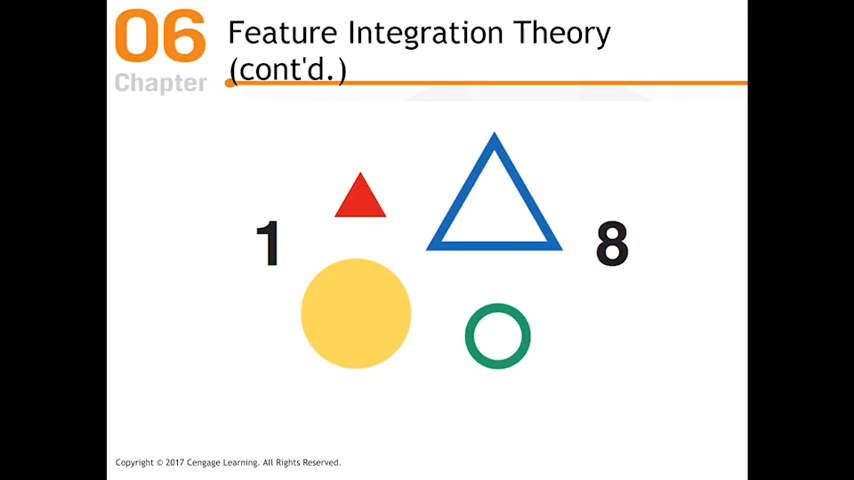 06
Chapter
Feature Integration Theory
(cont'd.)
1
8
Copyright © 2017 Cengage Learning. All Rights Reserved.